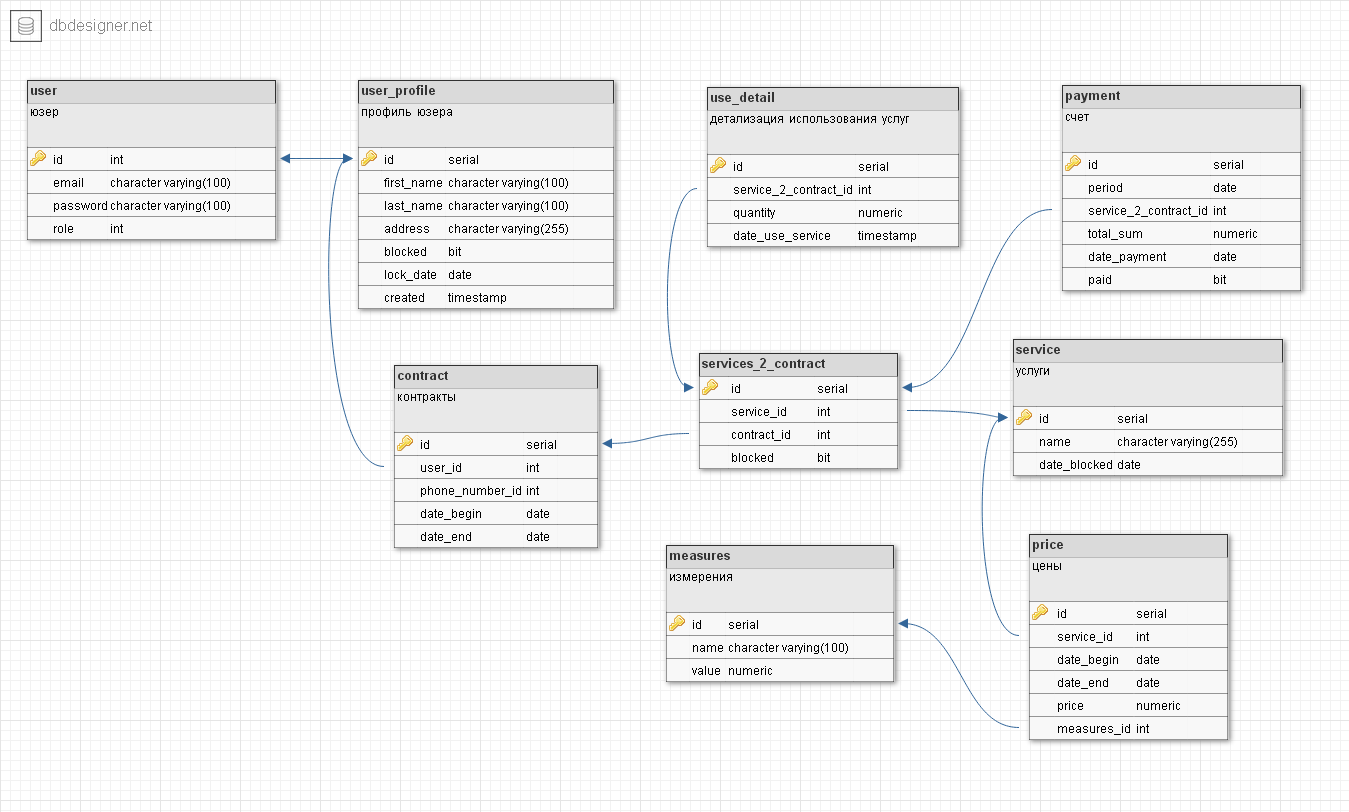 dbdesigner.net
user
юзер
id int
email character varying(100)
password character varying(100)
role int
user_profile
профиль юзера
id serial
first_name character varying(100)
last_name character varying(100)
address character varying(255)
blocked bit
lock_date date
created timestamp
use_detail
детализация использования услуг
id serial
service_2_contract_id int
quantity numeric
date_use_service timestamp
payment
счет
id serial
period date
service_2_contract_id int
total_sum numeric
date_payment date
paid bit
contract
контракты
id serial
user_id int
phone_number_id int
date_begin date
date_end date
services_2_contract
id serial
service_id int
contract_id int
blocked bit
service
услуги
id serial
name character varying(255)
date_blocked date
measures
измерения
id serial
name character varying(100)
value numeric
price
цены
id serial
service_id int
date_begin date
date_end date
price numeric
measures_id int